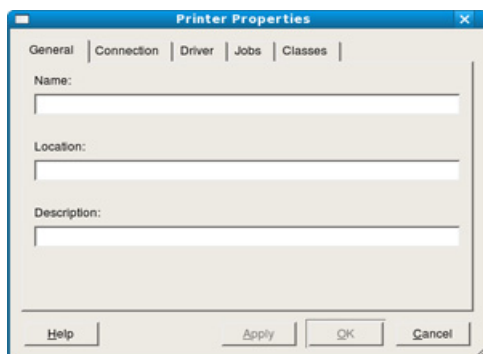 Printer Properties
General Connection Driver Jobs Classes
Name:
Location:
Description:
Help Apply OK Cancel